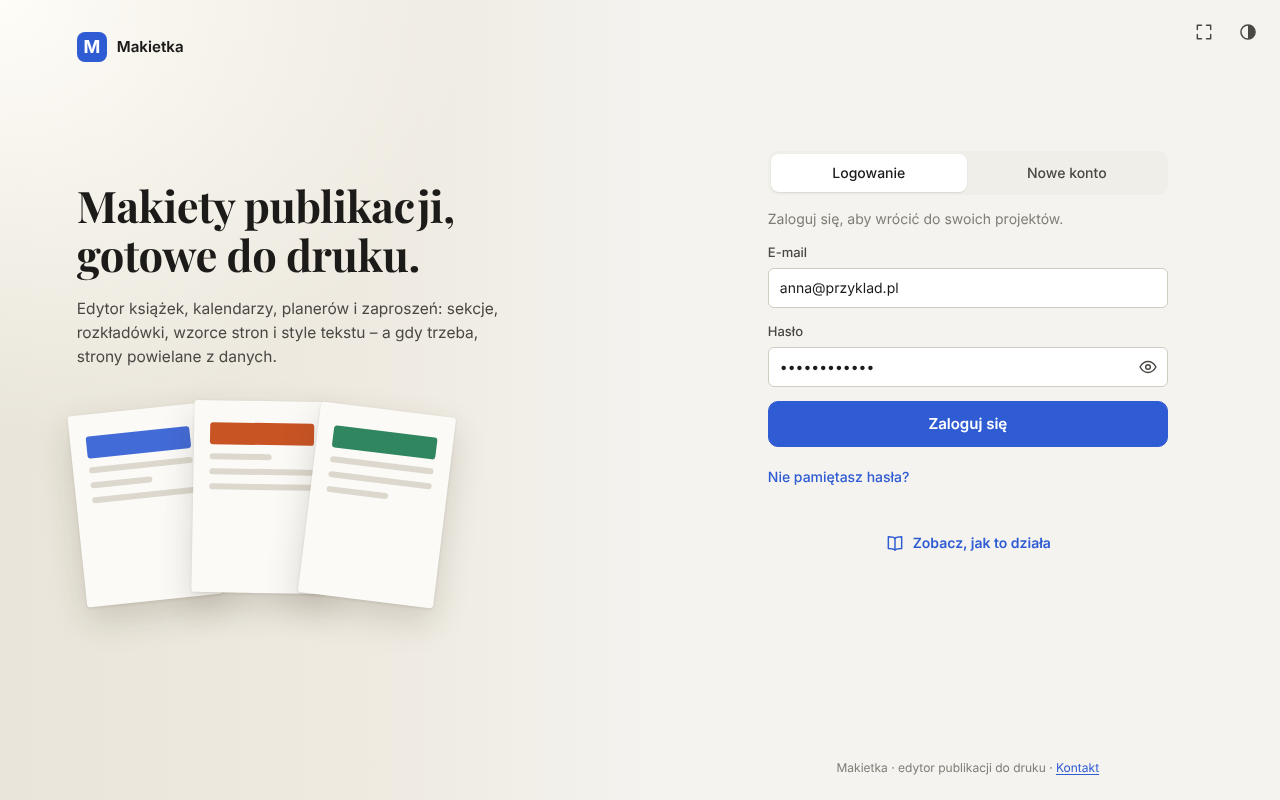 M Makietka
Makiety publikacji,
gotowe do druku.
Edytor książek, kalendarzy, planerów i zaproszeń: sekcje,
rozkładówki, wzorce stron i style tekstu – a gdy trzeba,
strony powielane z danych.
Logowanie Nowe konto
Zaloguj się, aby wrócić do swoich projektów.
E-mail
anna@przyklad.pl
Hasło
••••••••••••
Zaloguj się
Nie pamiętasz hasła?
Zobacz, jak to działa
Makietka · edytor publikacji do druku · Kontakt